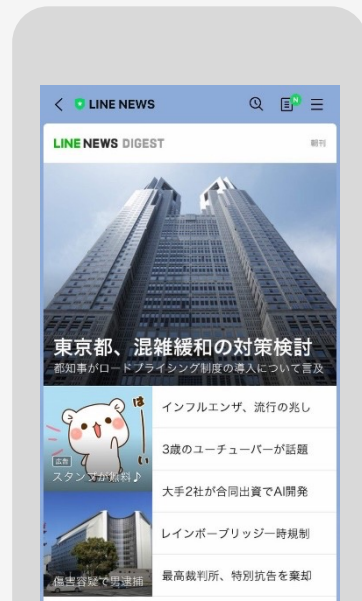 LINE NEWS
N
LINE NEWS DIGEST
朝刊
東京都、混雑緩和の対策検討
都知事がロードプライシング制度の導入について言及
はーい
広告
スタンプが無料♪
インフルエンザ、流行の兆し
3歳のユーチューバーが話題
大手2社が合同出資でAI開発
傷害容疑で男逮捕
レインボーブリッジ一時規制
最高裁判所、特別抗告を棄却